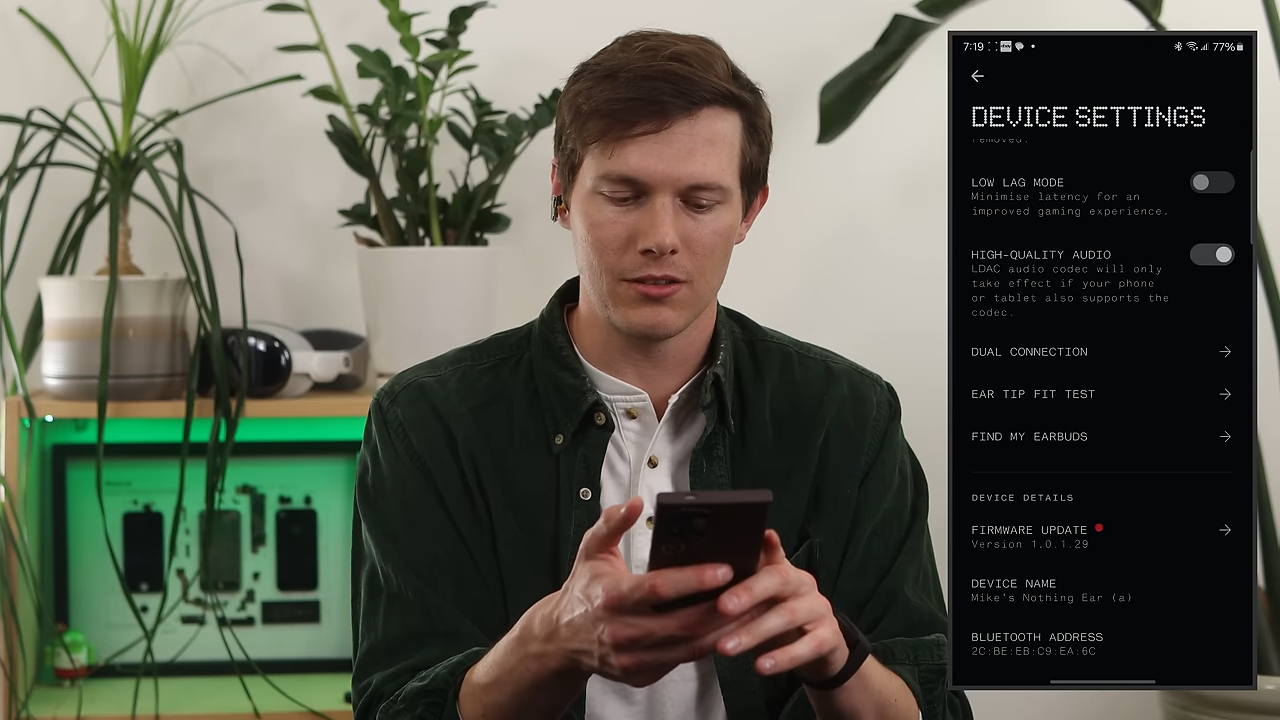 7:19 77%
DEVICE SETTINGS
removed.
LOW LAG MODE
Minimise latency for an
improved gaming experience.
HIGH-QUALITY AUDIO
LDAC audio codec will only
take effect if your phone
or tablet also supports the
codec.
DUAL CONNECTION
EAR TIP FIT TEST
FIND MY EARBUDS
DEVICE DETAILS
FIRMWARE UPDATE
Version 1.0.1.29
DEVICE NAME
Mike's Nothing Ear (a)
BLUETOOTH ADDRESS
2C:BE:EB:C9:EA:6C